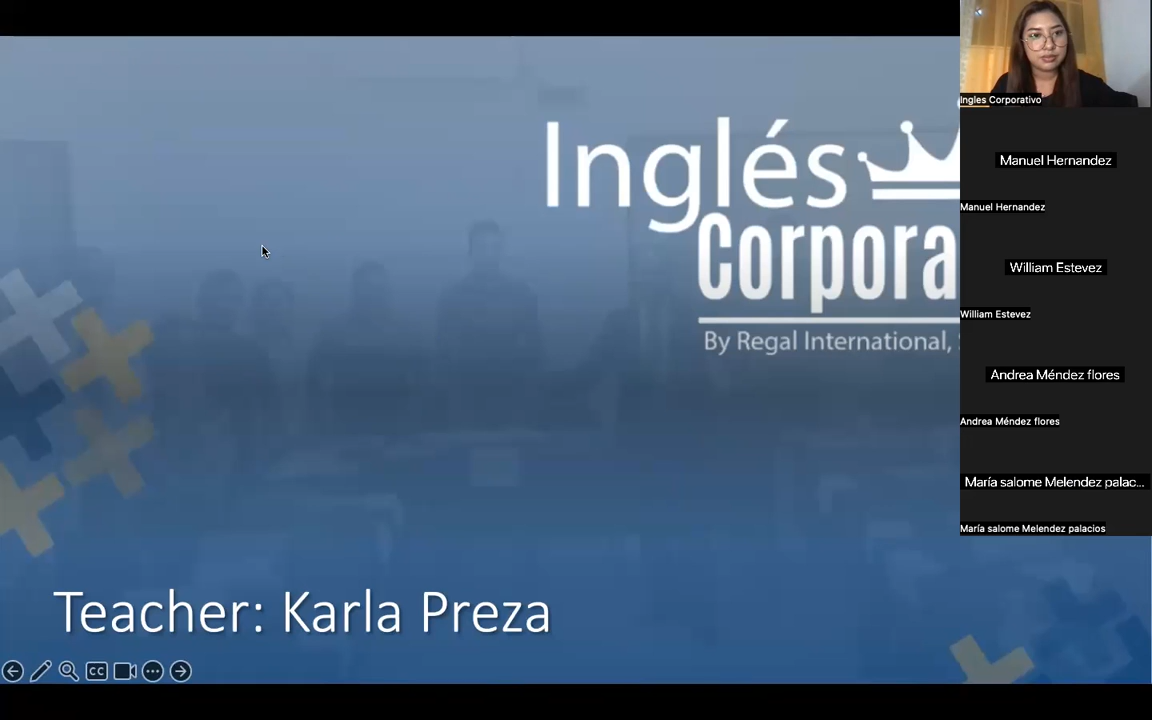 Inglés
Corpora
By Regal International,
Teacher: Karla Preza
CC
Ingles Corporativo
Manuel Hernandez
Manuel Hernandez
William Estevez
William Estevez
Andrea Méndez flores
Andrea Méndez flores
María salome Melendez palac...
María salome Melendez palacios